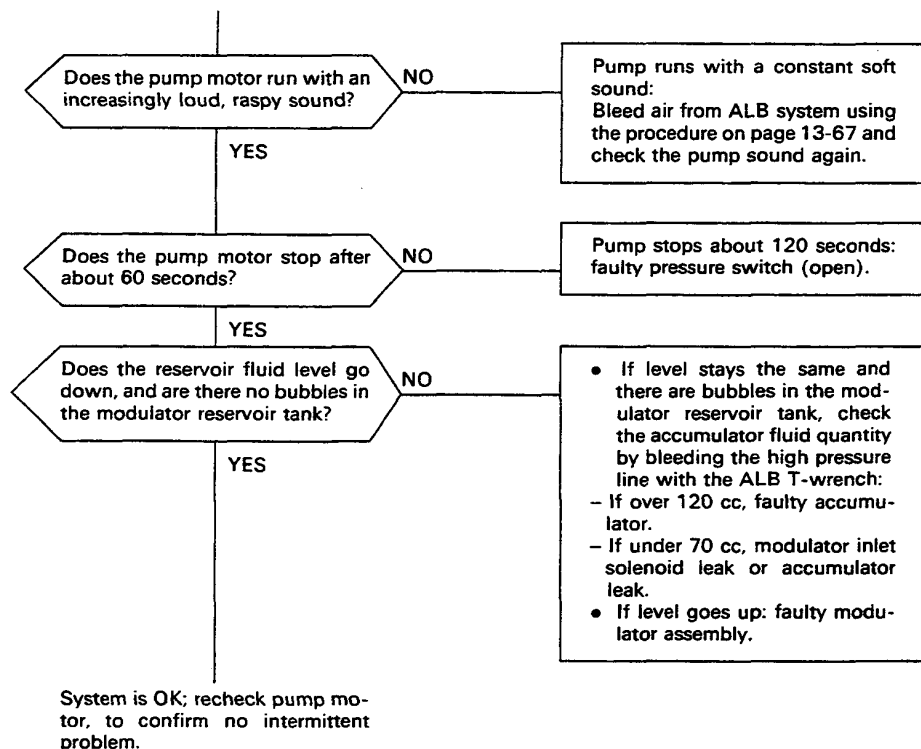 Does the pump motor run with an
increasingly loud, raspy sound?
NO
Pump runs with a constant soft
sound:
Bleed air from ALB system using
the procedure on page 13-67 and
check the pump sound again.
YES
Does the pump motor stop after
about 60 seconds?
NO
Pump stops about 120 seconds:
faulty pressure switch (open).
YES
Does the reservoir fluid level go
down, and are there no bubbles in
the modulator reservoir tank?
NO
● If level stays the same and
there are bubbles in the mod-
ulator reservoir tank, check
the accumulator fluid quantity
by bleeding the high pressure
line with the ALB T-wrench:
– If over 120 cc, faulty accumu-
lator.
– If under 70 cc, modulator inlet
solenoid leak or accumulator
leak.
● If level goes up: faulty modu-
lator assembly.
YES
System is OK; recheck pump mo-
tor, to confirm no intermittent
problem.